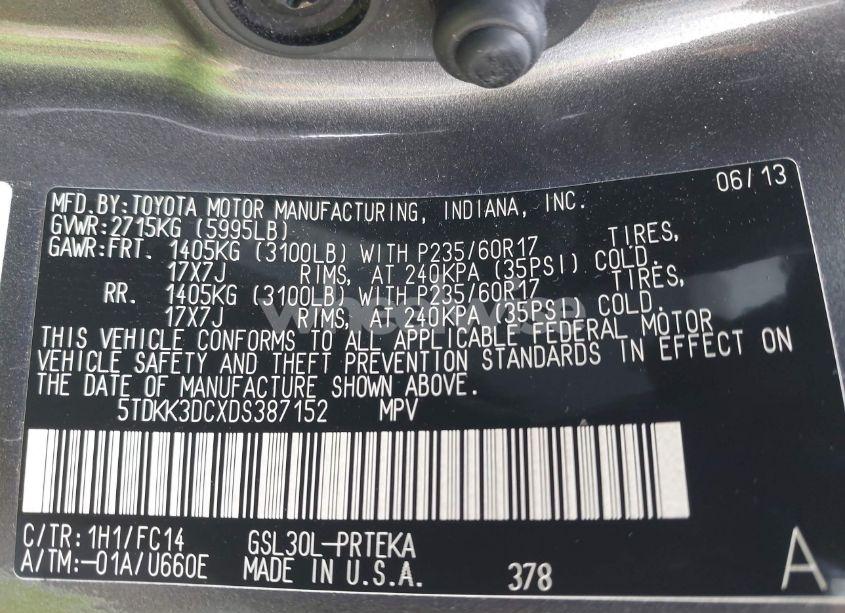 06/13
MFD.BY:TOYOTA MOTOR MANUFACTURING, INDIANA, INC.
GVWR:2715KG (5995LB)
GAWR:FRT. 1405KG (3100LB) WITH P235/60R17 TIRES,
17X7J RIMS, AT 240KPA (35PSI) COLD.
RR. 1405KG (3100LB) WITH P235/60R17 TIRES,
17X7J RIMS, AT 240KPA (35PSI) COLD.
THIS VEHICLE CONFORMS TO ALL APPLICABLE FEDERAL MOTOR
VEHICLE SAFETY AND THEFT PREVENTION STANDARDS IN EFFECT ON
THE DATE OF MANUFACTURE SHOWN ABOVE.
5TDKK3DCXDS387152 MPV
C/TR: 1H1/FC14 GSL30L-PRTEKA
A/TM:-01A/U660E MADE IN U.S.A. 378 A